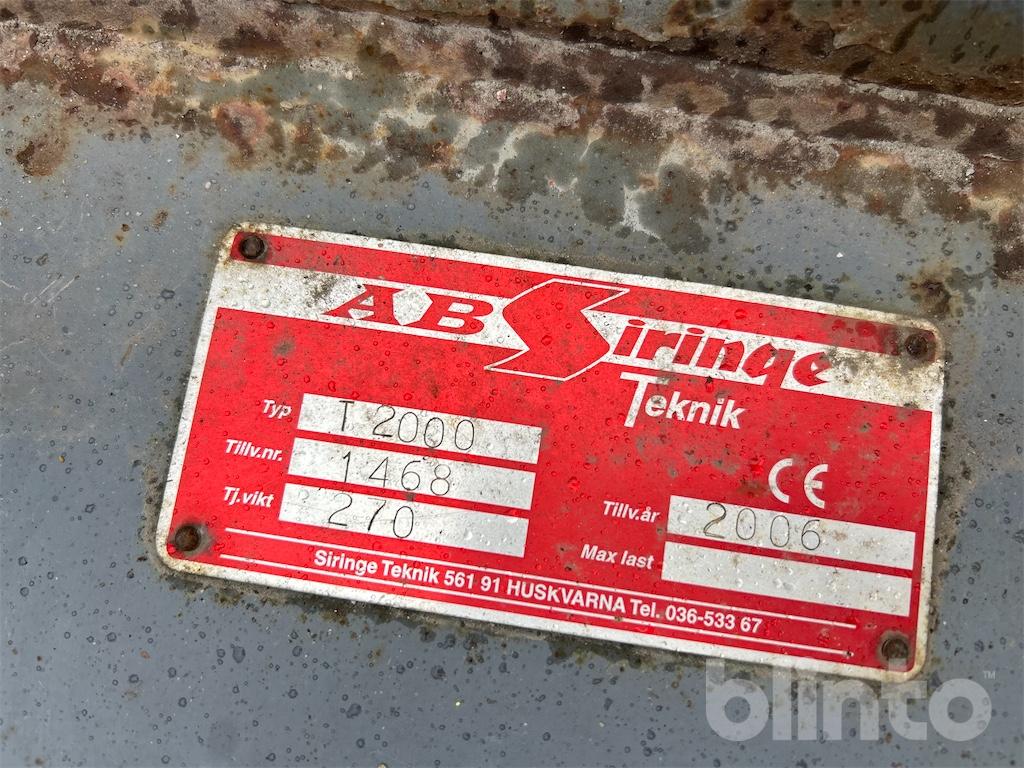 AB Siringe
Teknik
Typ T 2000
Tillv.nr. 1468
Tj.vikt 270
Tillv.år 2006
Max last
CE
Siringe Teknik 561 91 HUSKVARNA Tel. 036-533 67
blinto™